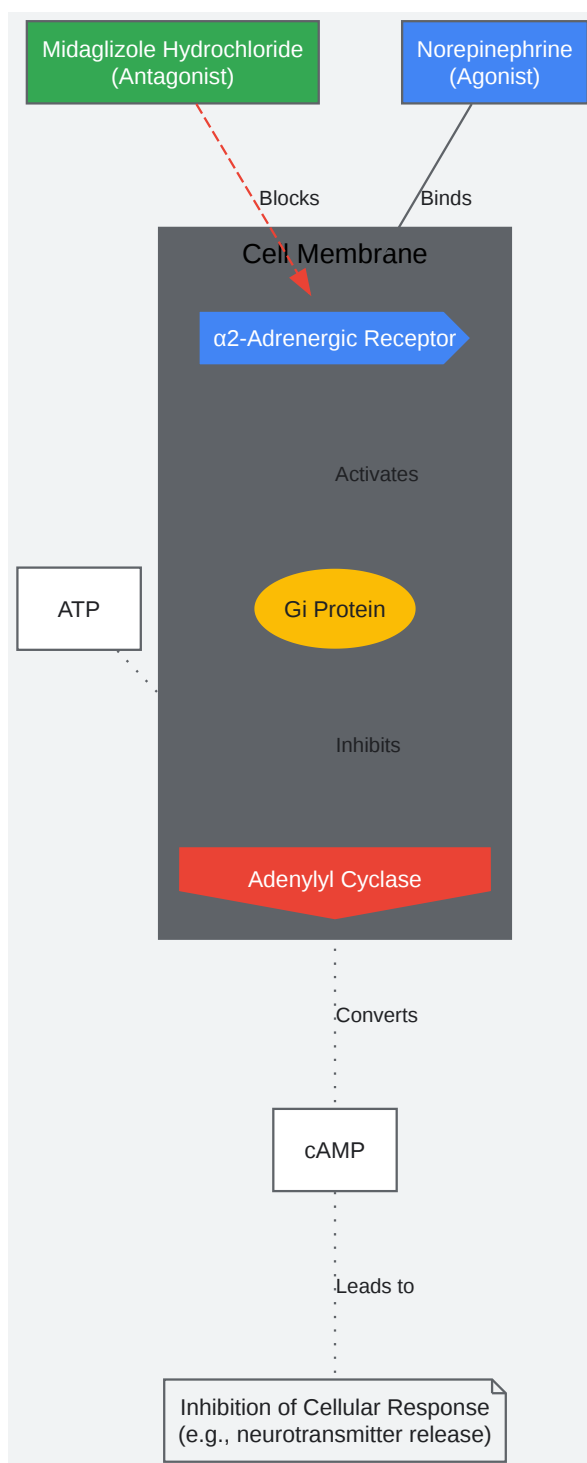 Midaglizole Hydrochloride
(Antagonist)
Norepinephrine
(Agonist)
Blocks
Binds
Cell Membrane
α2-Adrenergic Receptor
Activates
ATP
Gi Protein
Inhibits
Adenylyl Cyclase
Converts
cAMP
Leads to
Inhibition of Cellular Response
(e.g., neurotransmitter release)